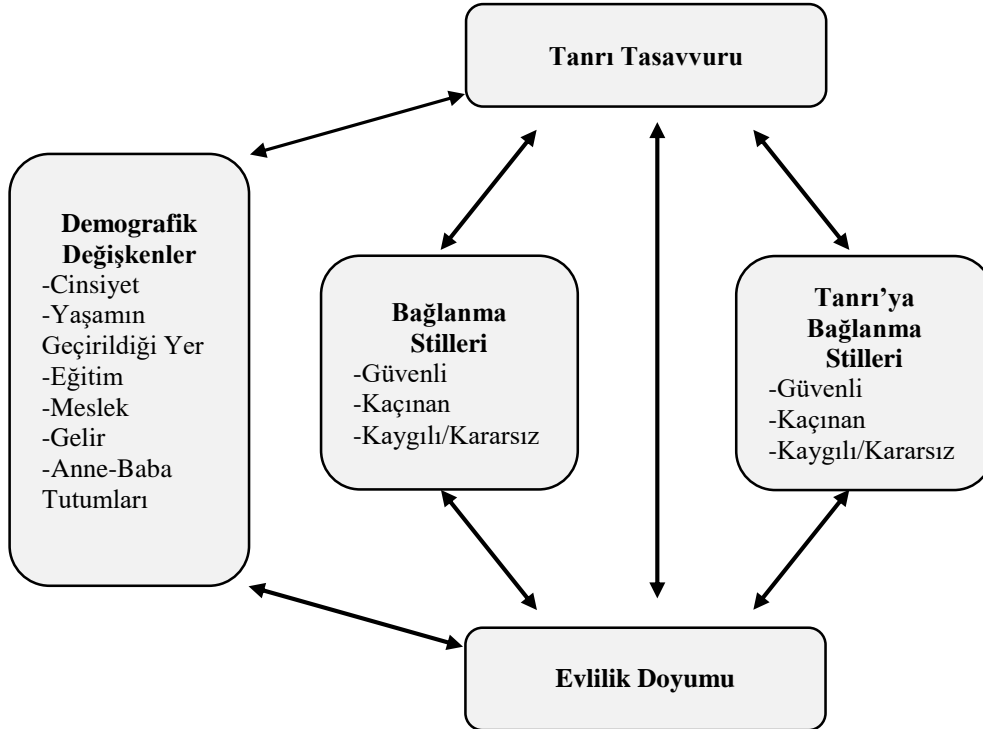 Tanrı Tasavvuru
Demografik
Değişkenler
-Cinsiyet
-Yaşamın
Geçirildiği Yer
-Eğitim
-Meslek
-Gelir
-Anne-Baba
Tutumları
Bağlanma
Stilleri
-Güvenli
-Kaçınan
-Kaygılı/Kararsız
Tanrı’ya
Bağlanma
Stilleri
-Güvenli
-Kaçınan
-Kaygılı/Kararsız
Evlilik Doyumu